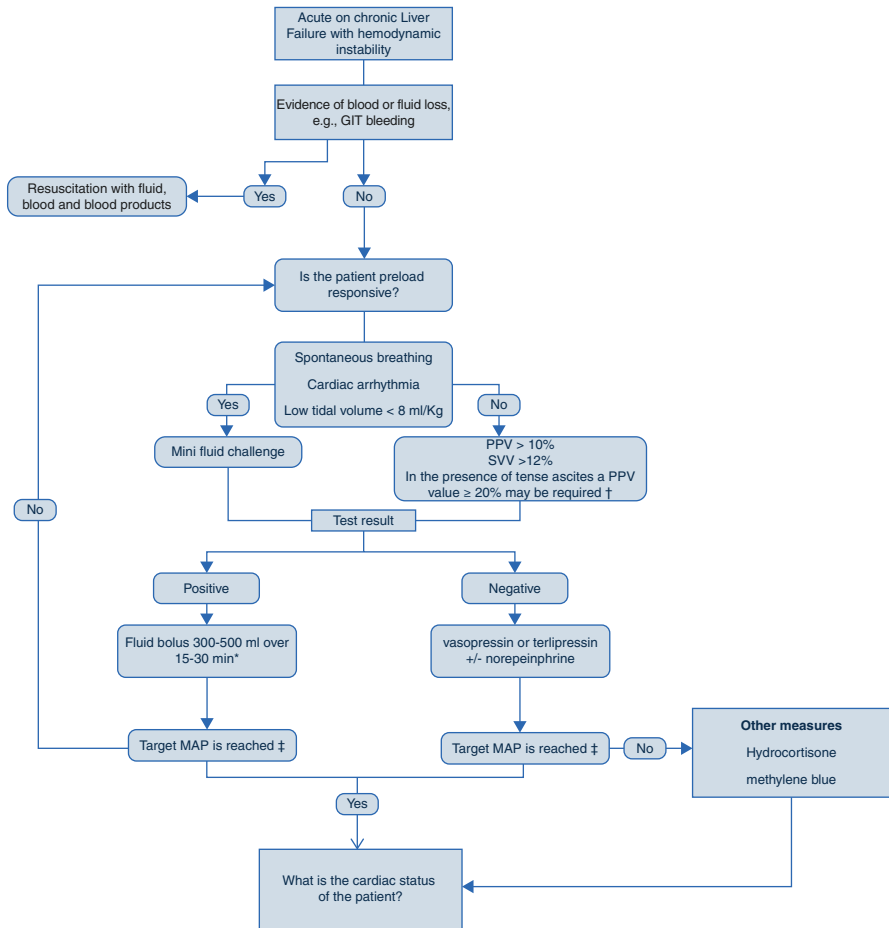 Acute on chronic Liver
Failure with hemodynamic
instability
Evidence of blood or fluid loss,
e.g., GIT bleeding
Resuscitation with fluid,
blood and blood products
Yes
No
Is the patient preload
responsive?
Spontaneous breathing
Cardiac arrhythmia
Low tidal volume < 8 ml/Kg
Yes
No
Mini fluid challenge
PPV > 10%
SVV >12%
In the presence of tense ascites a PPV
value ≥ 20% may be required †
No
Test result
Positive
Negative
Fluid bolus 300-500 ml over
15-30 min*
vasopressin or terlipressin
+/- norepeinphrine
Target MAP is reached ‡
Target MAP is reached ‡
No
Other measures
Hydrocortisone
methylene blue
Yes
What is the cardiac status
of the patient?